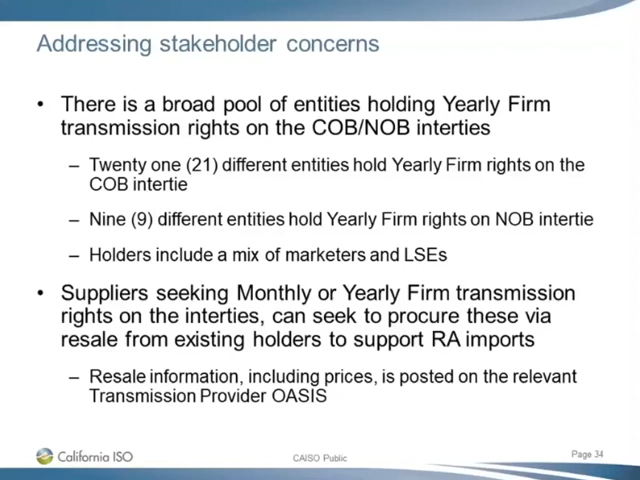 Addressing stakeholder concerns
• There is a broad pool of entities holding Yearly Firm
transmission rights on the COB/NOB interties
– Twenty one (21) different entities hold Yearly Firm rights on the
COB intertie
– Nine (9) different entities hold Yearly Firm rights on NOB intertie
– Holders include a mix of marketers and LSEs
• Suppliers seeking Monthly or Yearly Firm transmission
rights on the interties, can seek to procure these via
resale from existing holders to support RA imports
– Resale information, including prices, is posted on the relevant
Transmission Provider OASIS
California ISO
CAISO Public
Page 34